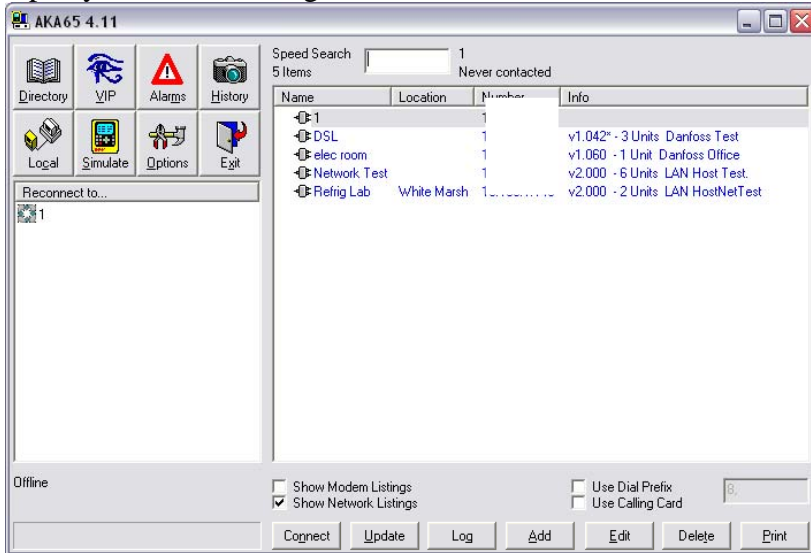 AKA65 4.11
Directory VIP Alarms History
Local Simulate Options Exit
Reconnect to...
1
Speed Search 1
5 Items Never contacted
Name Location Number Info
1 1
DSL 1 v1.042* - 3 Units Danfoss Test
elec room 1 v1.060 - 1 Unit Danfoss Office
Network Test 1 v2.000 - 6 Units LAN Host Test.
Refrig Lab White Marsh v2.000 - 2 Units LAN HostNetTest
Offline
Show Modem Listings
Show Network Listings
Use Dial Prefix 8,
Use Calling Card
Connect Update Log Add Edit Delete Print